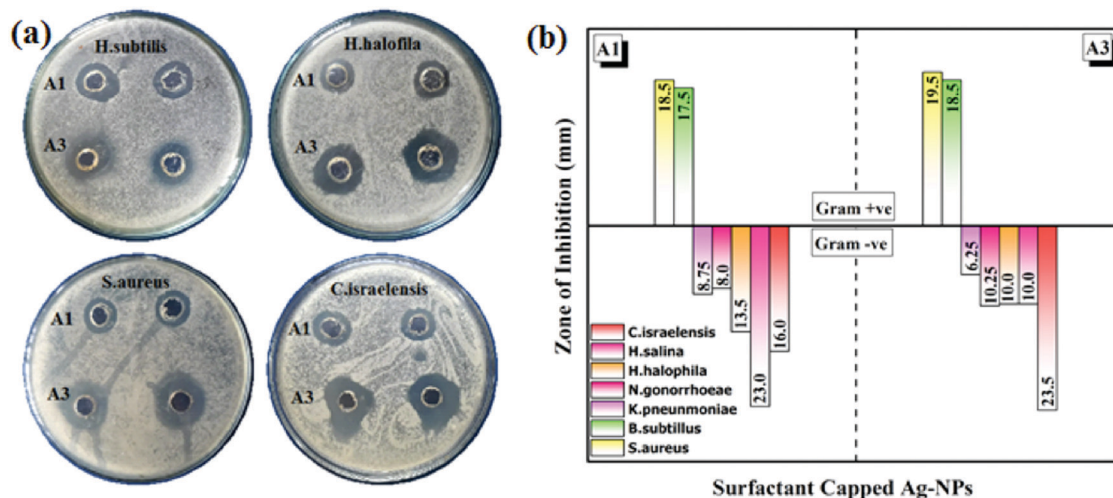 (a)
H.subtilis
A1
A3
H.halofila
A1
A3
S.aureus
A1
A3
C.israelensis
A1
A3
(b)
A1
A3
Zone of Inhibition (mm)
18.5
17.5
19.5
18.5
Gram +ve
Gram -ve
8.75
8.0
13.5
23.0
16.0
6.25
10.25
10.0
10.0
23.5
C.israelensis
H.salina
H.halophila
N.gonorrhoeae
K.pneunmoniae
B.subtillus
S.aureus
Surfactant Capped Ag-NPs